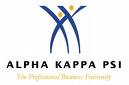 ALPHA KAPPA PSI
The Professional Business Fraternity